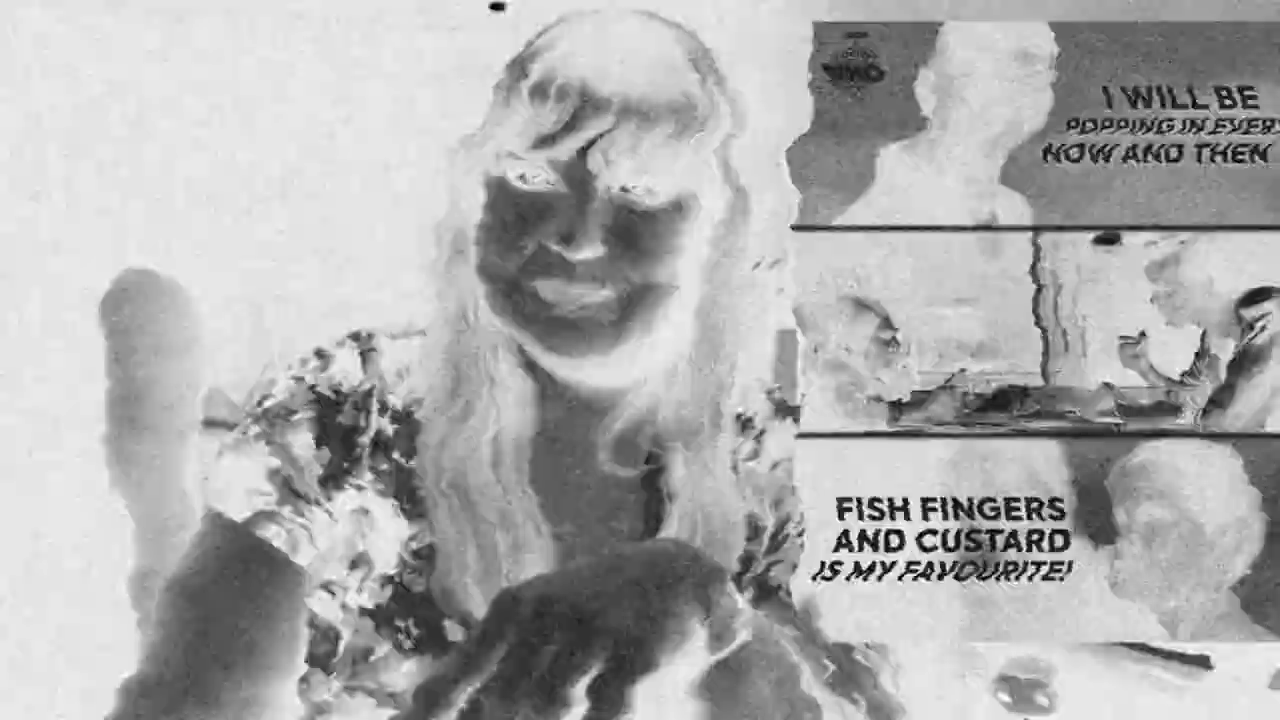 I WILL BE
POPPING IN EVERY
NOW AND THEN
FISH FINGERS
AND CUSTARD
IS MY FAVOURITE!